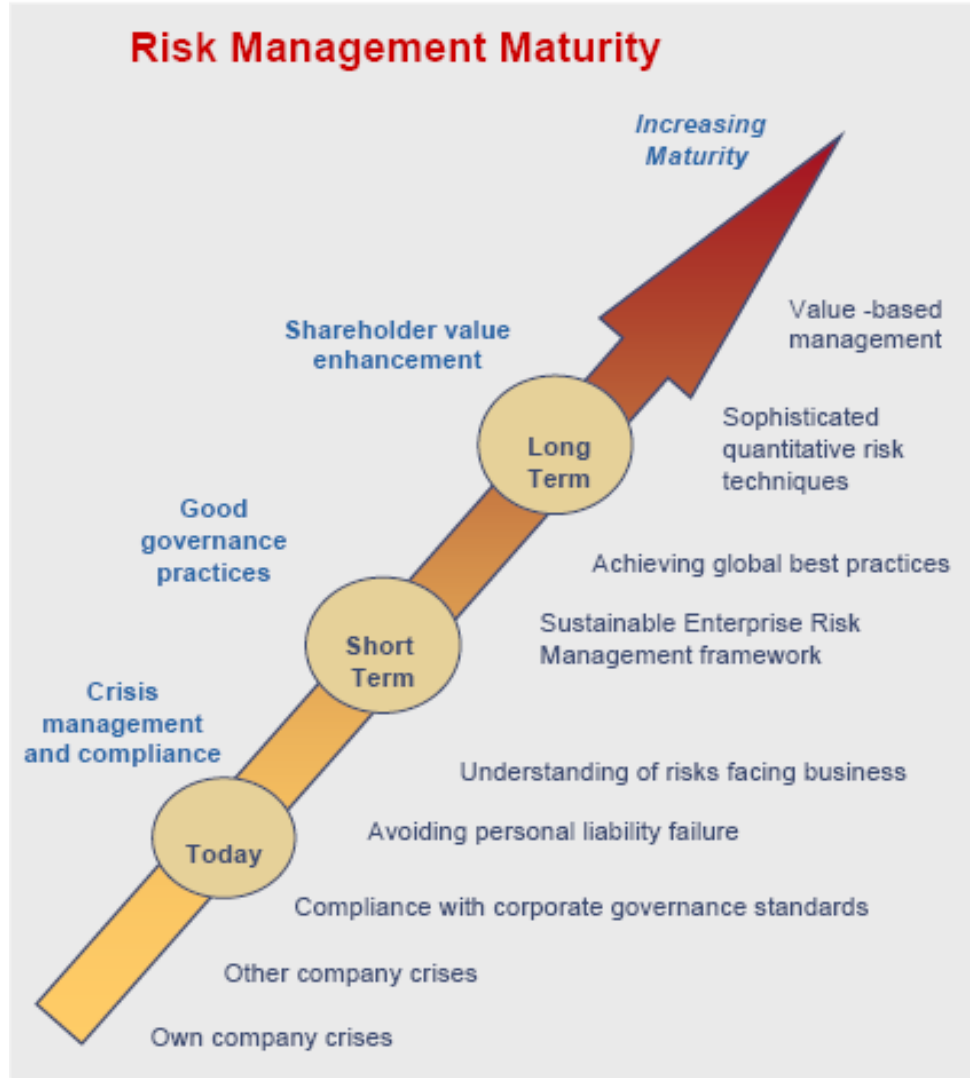 Risk Management Maturity
Increasing
Maturity
Value -based
management
Shareholder value
enhancement
Sophisticated
quantitative risk
techniques
Long
Term
Good
governance
practices
Achieving global best practices
Sustainable Enterprise Risk
Management framework
Short
Term
Crisis
management
and compliance
Understanding of risks facing business
Avoiding personal liability failure
Today
Compliance with corporate governance standards
Other company crises
Own company crises